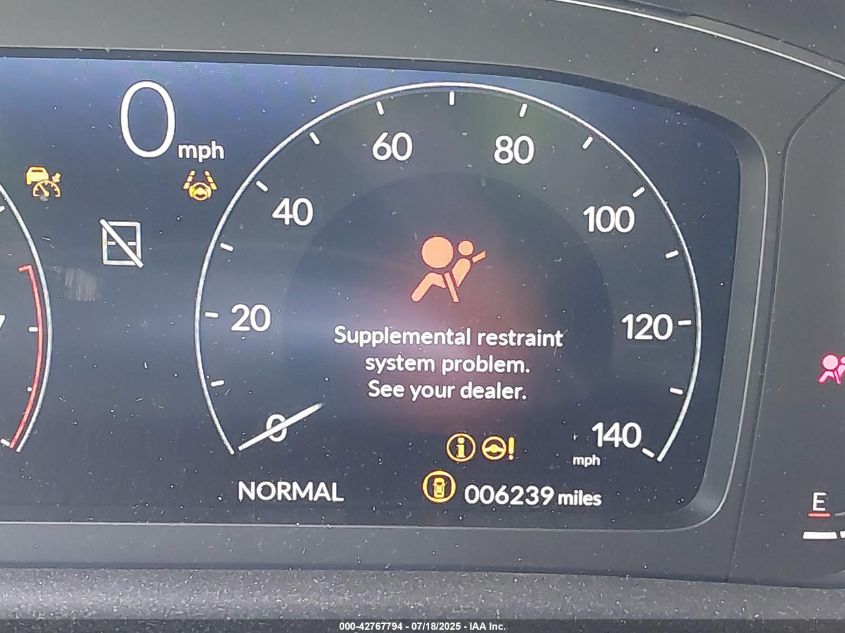 0 mph
60
80
40
100
20
120
Supplemental restraint
system problem.
See your dealer.
0
140
mph
NORMAL
006239 miles
E
000-42767794 - 07/18/2025 - IAA Inc.